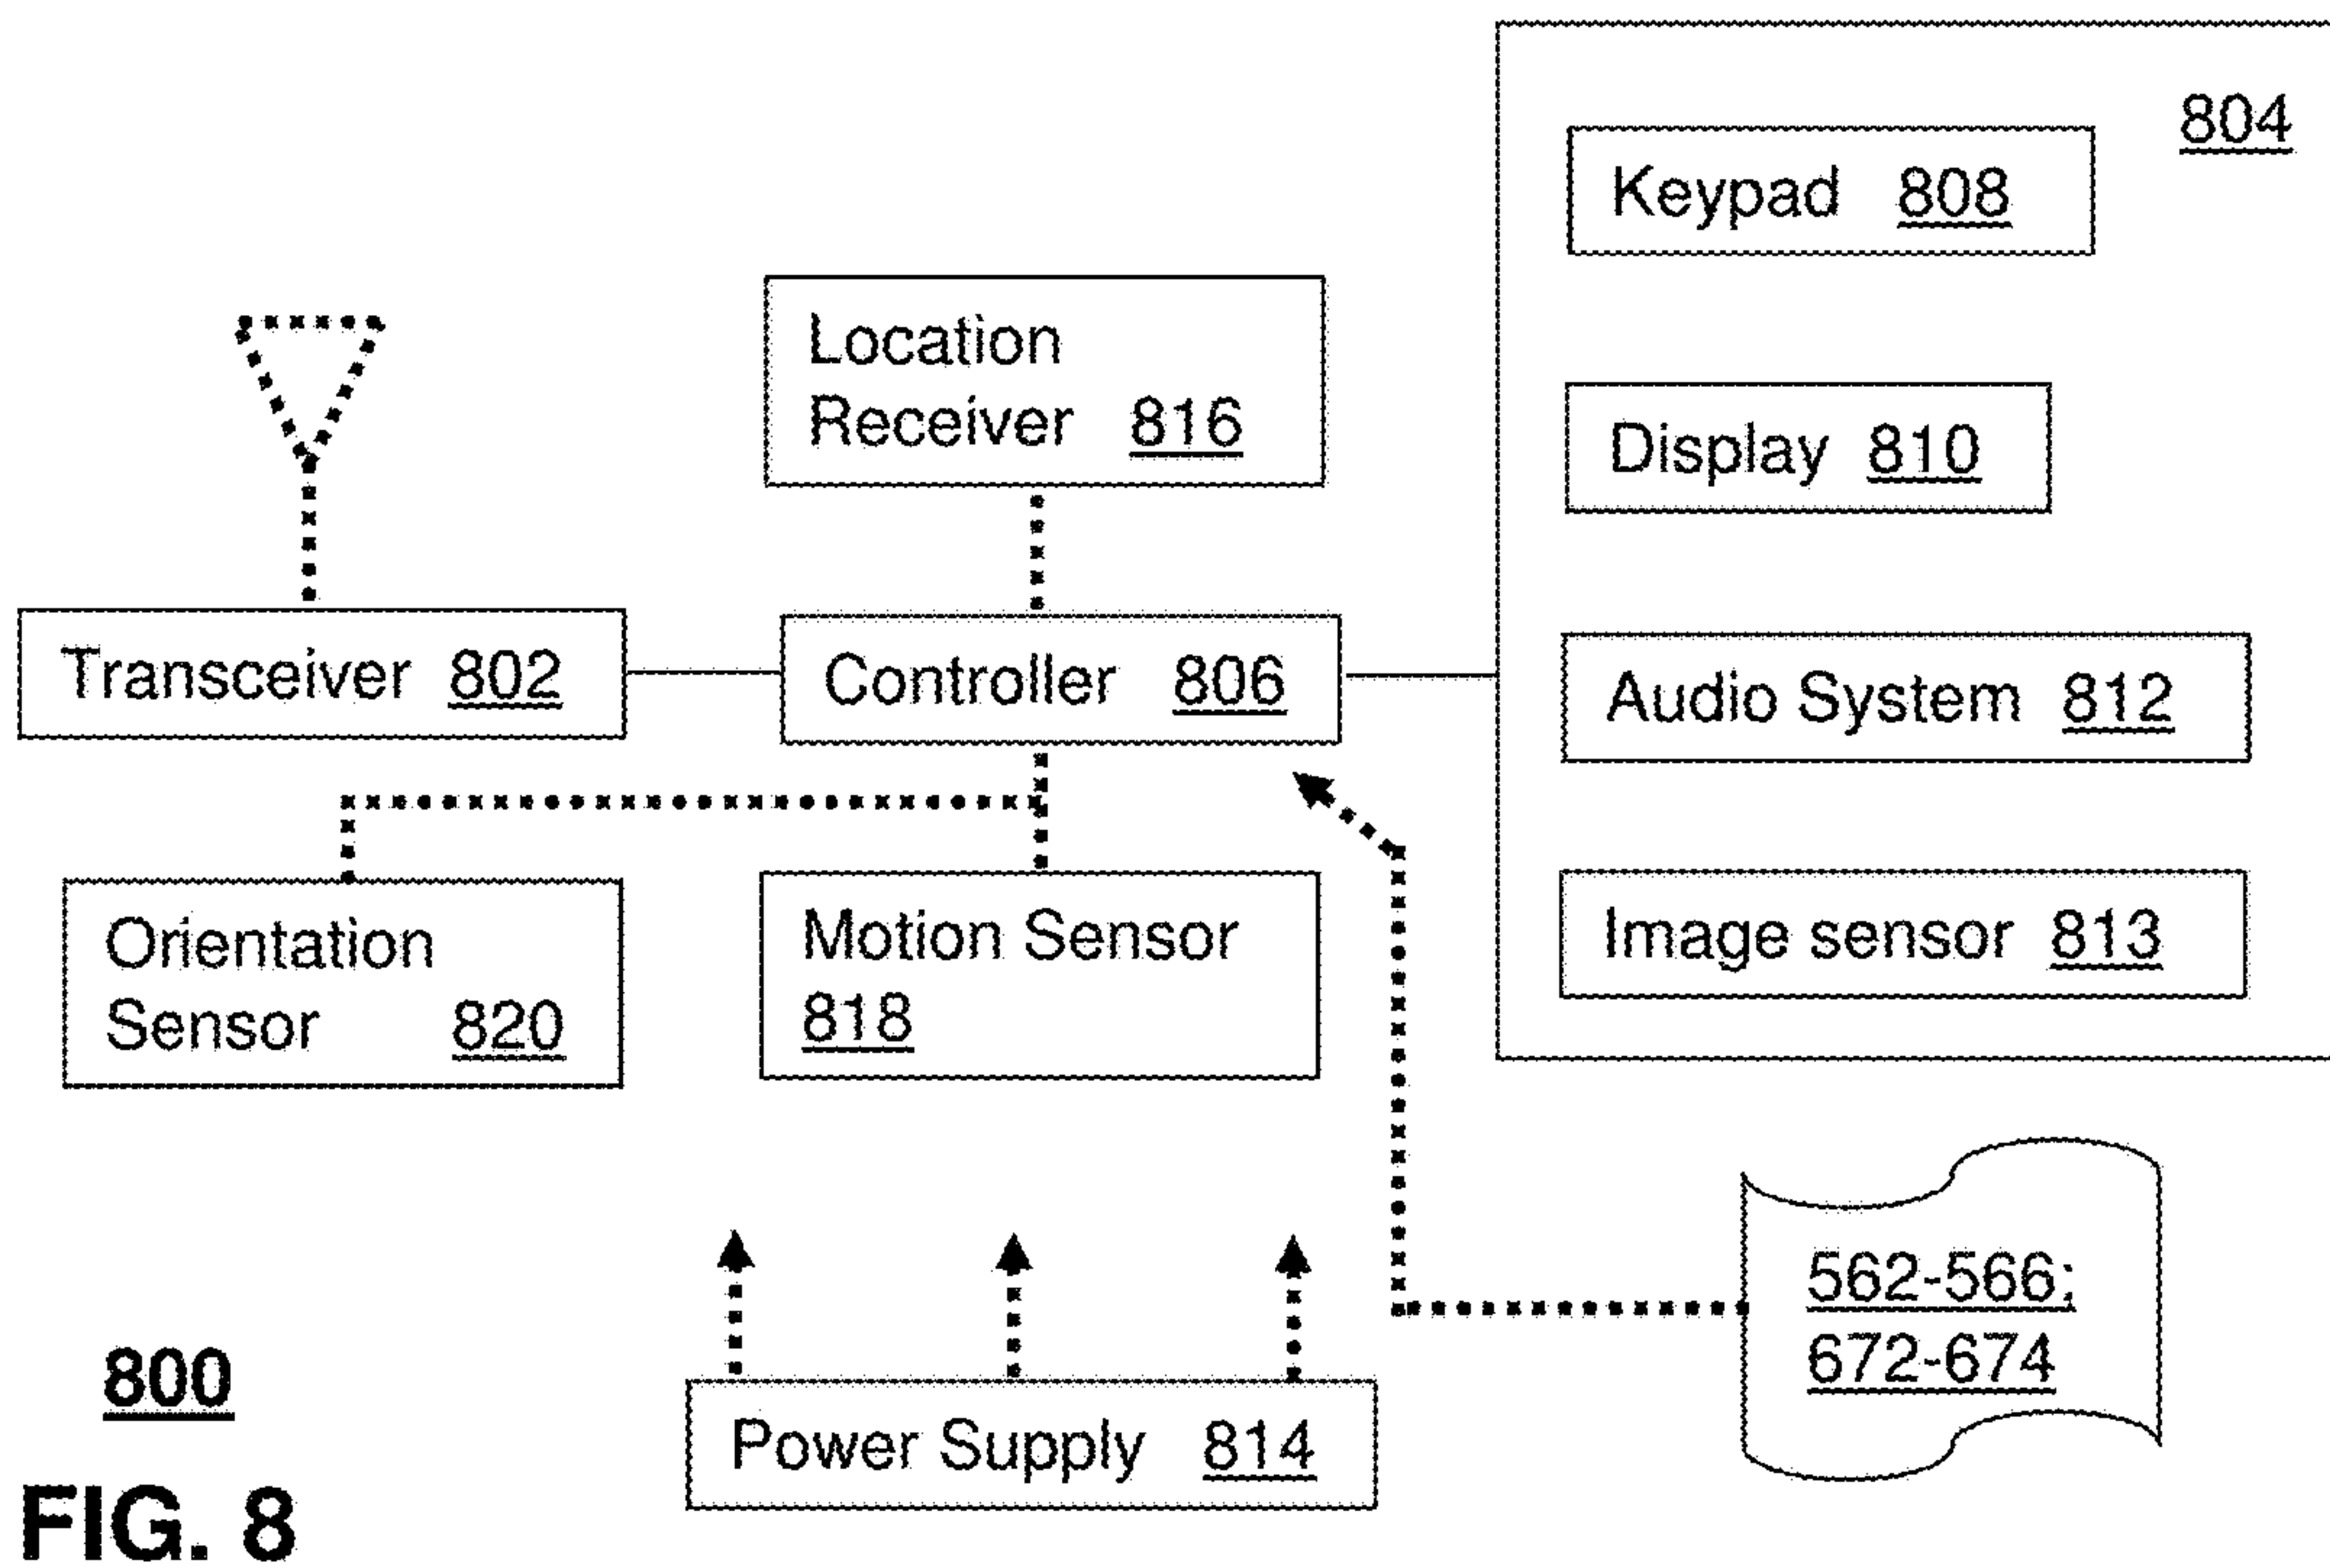 804
Keypad 808
Location
Receiver 816
Display 810
Transceiver 802
Controller 806
Audio System 812
Orientation
Sensor 820
Motion Sensor
818
Image sensor 813
562-566;
672-674
800
Power Supply 814
FIG. 8